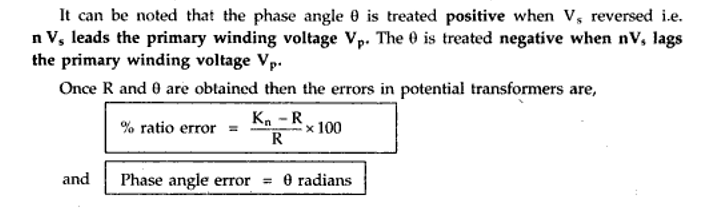 It can be noted that the phase angle θ is treated positive when Vs reversed i.e.
n Vs leads the primary winding voltage Vp. The θ is treated negative when nVs lags
the primary winding voltage Vp.
Once R and θ are obtained then the errors in potential transformers are,
% ratio error = (Kn - R)/R × 100
and Phase angle error = θ radians